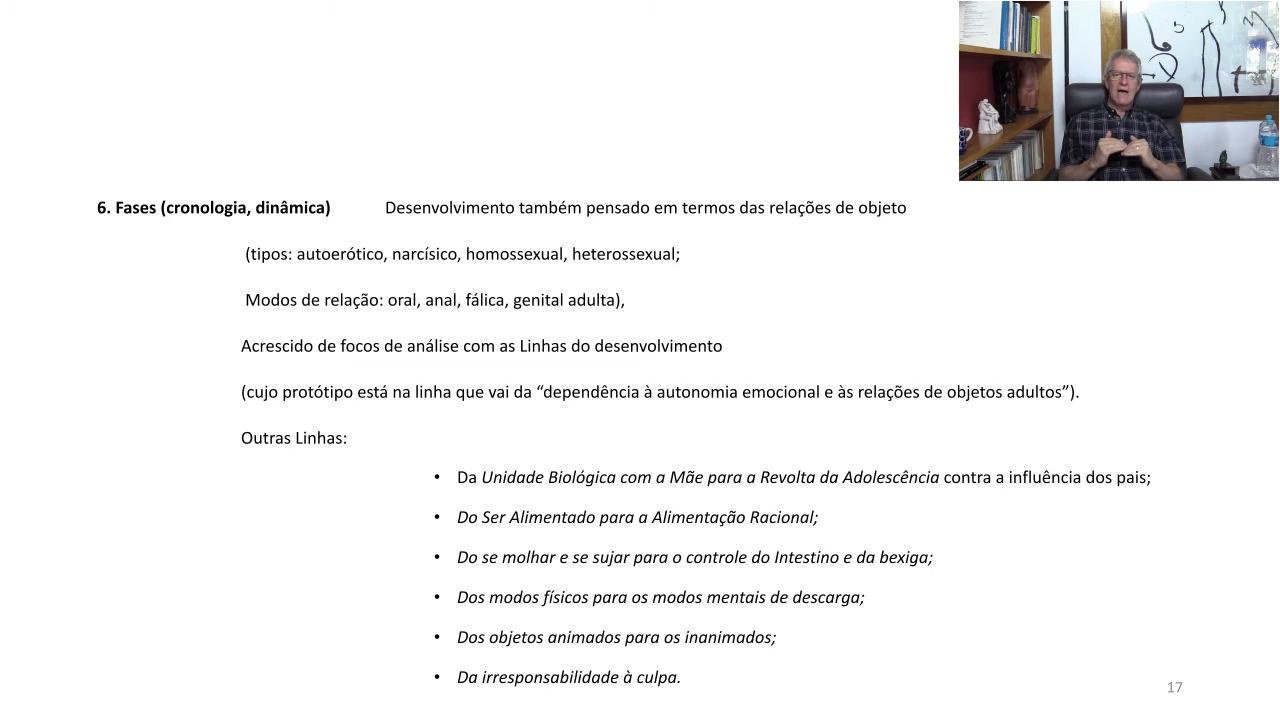 6. Fases (cronologia, dinâmica) Desenvolvimento também pensado em termos das relações de objeto
(tipos: autoerótico, narcísico, homossexual, heterossexual;
Modos de relação: oral, anal, fálica, genital adulta),
Acrescido de focos de análise com as Linhas do desenvolvimento
(cujo protótipo está na linha que vai da “dependência à autonomia emocional e às relações de objetos adultos”).
Outras Linhas:
• Da Unidade Biológica com a Mãe para a Revolta da Adolescência contra a influência dos pais;
• Do Ser Alimentado para a Alimentação Racional;
• Do se molhar e se sujar para o controle do Intestino e da bexiga;
• Dos modos físicos para os modos mentais de descarga;
• Dos objetos animados para os inanimados;
• Da irresponsabilidade à culpa.
17